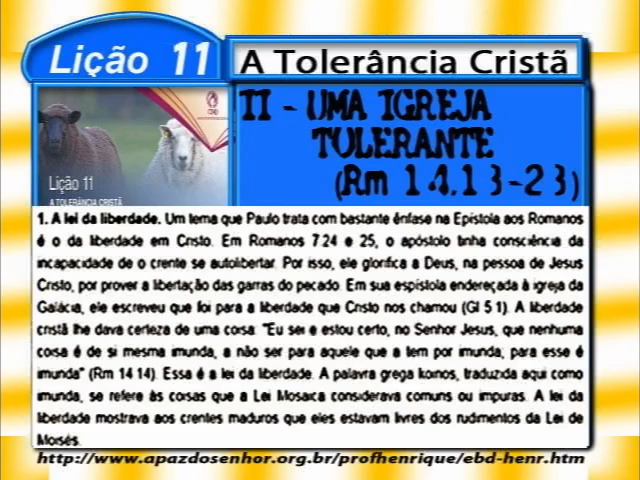 Lição 11
A Tolerância Cristã
II - UMA IGREJA
TOLERANTE
(Rm 14.13-23)
CPAD
Lição 11
A TOLERÂNCIA CRISTÃ
1. A lei da liberdade. Um tema que Paulo trata com bastante ênfase na Epístola aos Romanos
é o da liberdade em Cristo. Em Romanos 7.24 e 25, o apóstolo tinha consciência da
incapacidade de o crente se autolibertar. Por isso, ele glorifica a Deus, na pessoa de Jesus
Cristo, por prover a libertação das garras do pecado. Em sua espístola endereçada à igreja da
Galácia, ele escreveu que foi para a liberdade que Cristo nos chamou (Gl 5.1). A liberdade
cristã lhe dava certeza de uma coisa: "Eu sei e estou certo, no Senhor Jesus, que nenhuma
coisa é de si mesma imunda, a não ser para aquele que a tem por imunda; para esse é
imunda" (Rm 14.14). Essa é a lei da liberdade. A palavra grega koinos, traduzida aqui como
imunda, se refere às coisas que a Lei Mosaica considerava comuns ou impuras. A lei da
liberdade mostrava aos crentes maduros que eles estavam livres dos rudimentos da Lei de
Moisés.
http://www.apazdosenhor.org.br/profhenrique/ebd-henr.htm